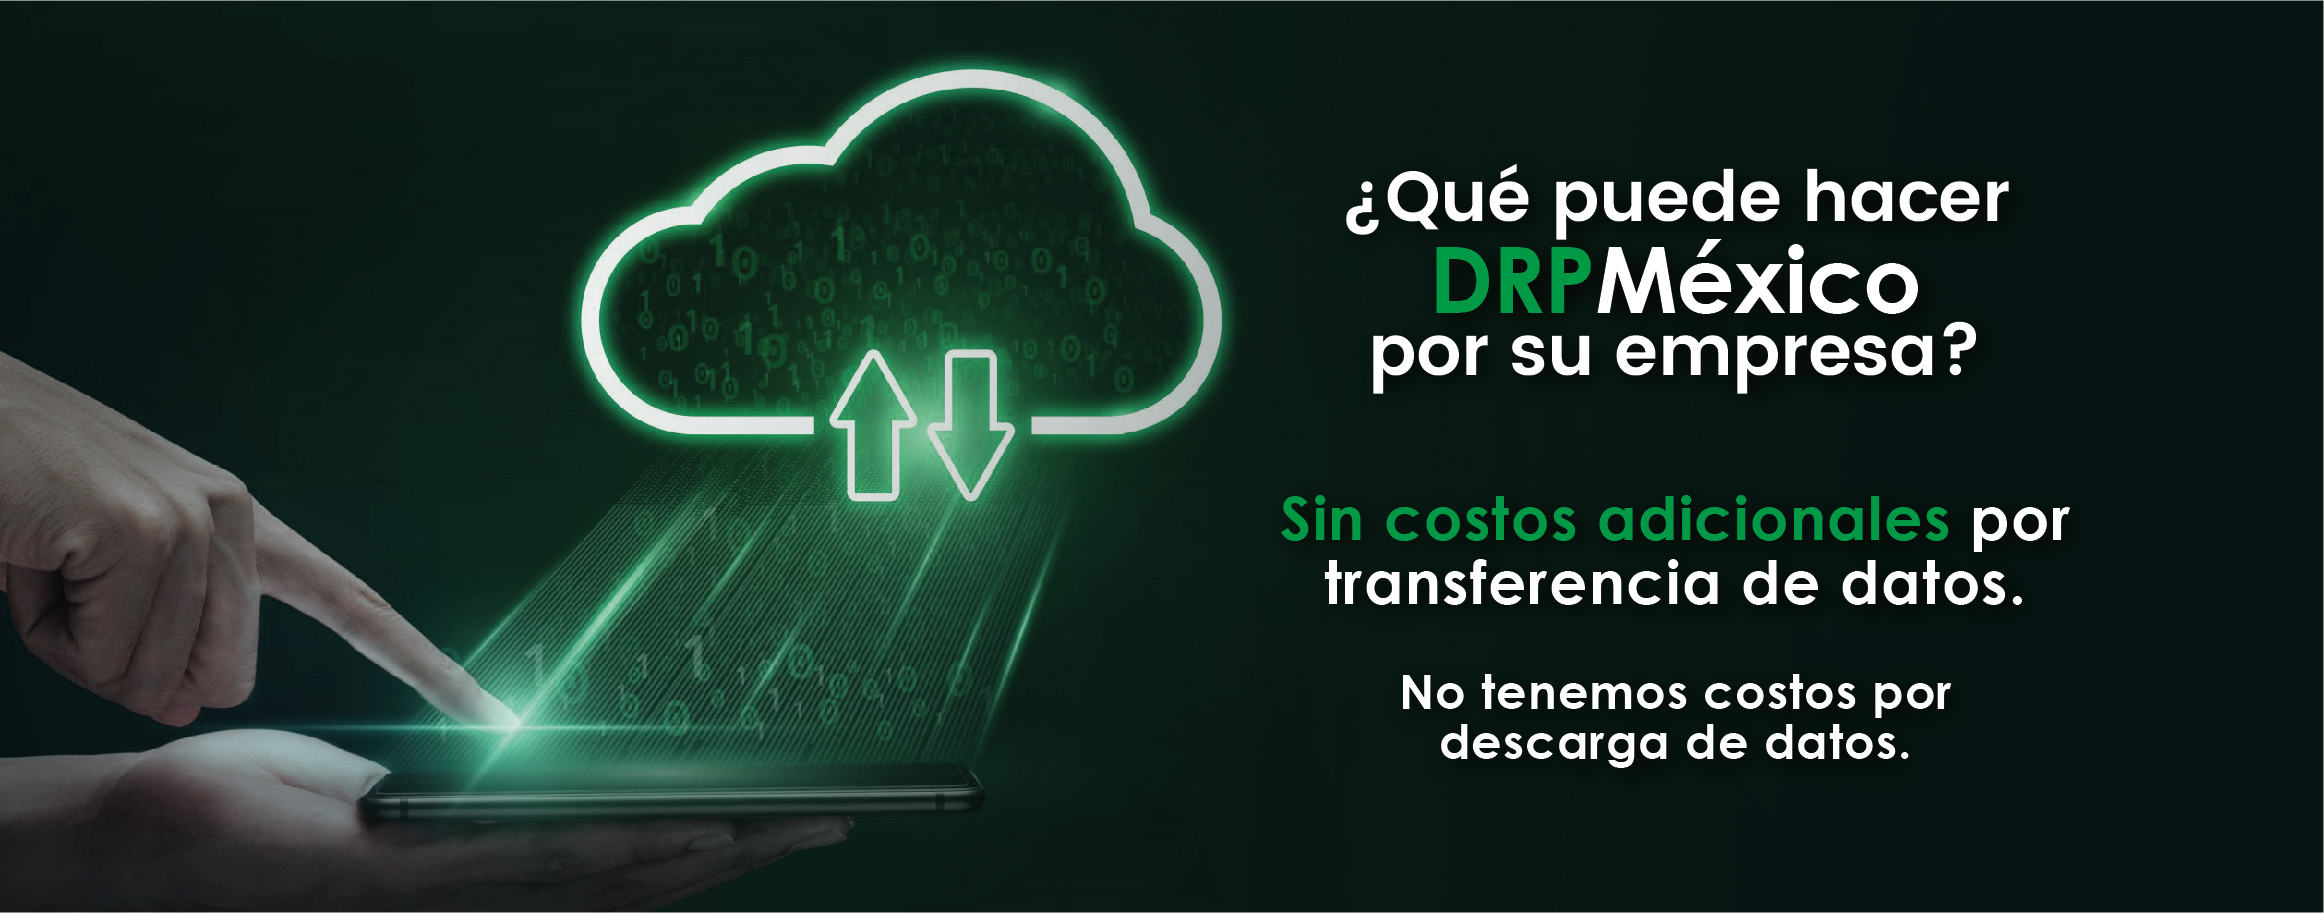 ¿Qué puede hacer
DRPMéxico
por su empresa?
Sin costos adicionales por
transferencia de datos.
No tenemos costos por
descarga de datos.